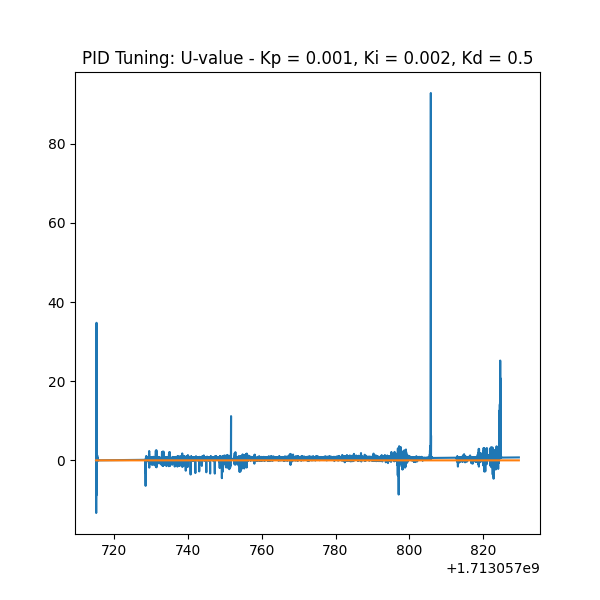 PID Tuning: U-value - Kp = 0.001, Ki = 0.002, Kd = 0.5
80
60
40
20
0
720 740 760 780 800 820
+1.713057e9